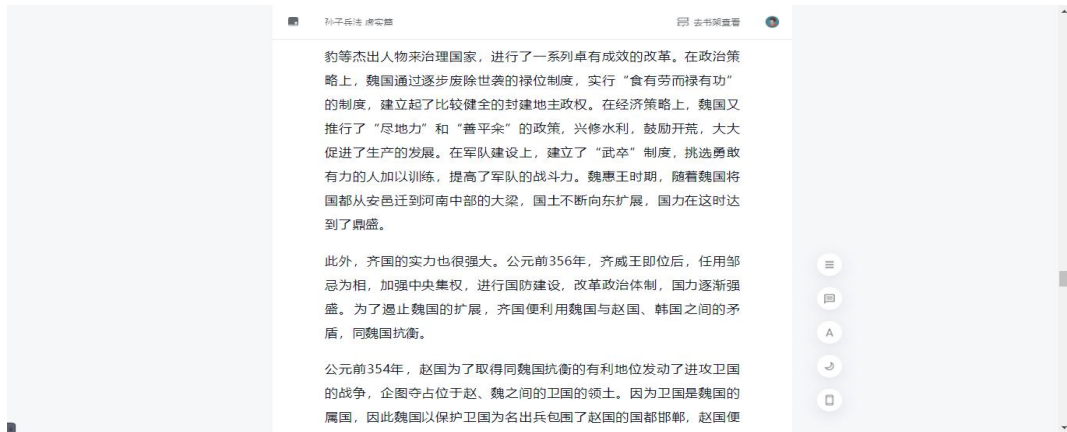 孙子兵法 虚实篇
去书架查看
豹等杰出人物来治理国家，进行了一系列卓有成效的改革。在政治策
略上，魏国通过逐步废除世袭的禄位制度，实行“食有劳而禄有功”
的制度，建立起了比较健全的封建地主政权。在经济策略上，魏国又
推行了“尽地力”和“善平籴”的政策，兴修水利，鼓励开荒，大大
促进了生产的发展。在军队建设上，建立了“武卒”制度，挑选勇敢
有力的人加以训练，提高了军队的战斗力。魏惠王时期，随着魏国将
国都从安邑迁到河南中部的大梁，国土不断向东扩展，国力在这时达
到了鼎盛。
此外，齐国的实力也很强大。公元前356年，齐威王即位后，任用邹
忌为相，加强中央集权，进行国防建设，改革政治体制，国力逐渐强
盛。为了遏止魏国的扩展，齐国便利用魏国与赵国、韩国之间的矛
盾，同魏国抗衡。
公元前354年，赵国为了取得同魏国抗衡的有利地位发动了进攻卫国
的战争，企图夺占位于赵、魏之间的卫国的领土。因为卫国是魏国的
属国，因此魏国以保护卫国为名出兵包围了赵国的国都邯郸，赵国便
A